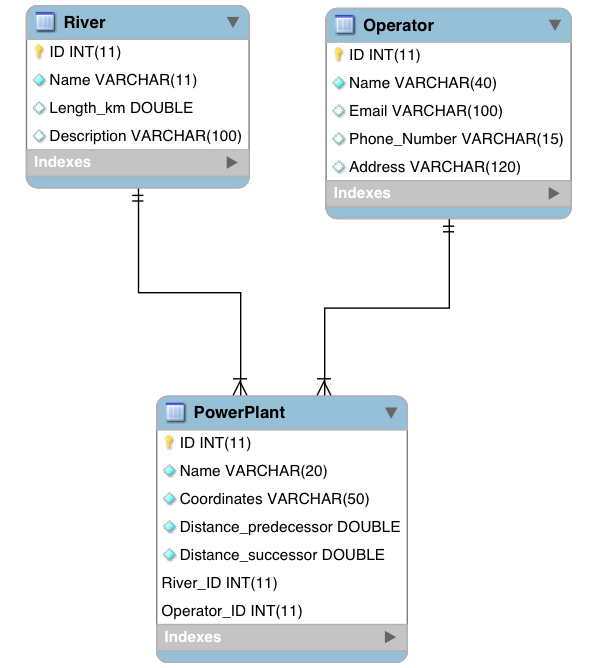 River
ID INT(11)
Name VARCHAR(11)
Length_km DOUBLE
Description VARCHAR(100)
Indexes
Operator
ID INT(11)
Name VARCHAR(40)
Email VARCHAR(100)
Phone_Number VARCHAR(15)
Address VARCHAR(120)
Indexes
PowerPlant
ID INT(11)
Name VARCHAR(20)
Coordinates VARCHAR(50)
Distance_predecessor DOUBLE
Distance_successor DOUBLE
River_ID INT(11)
Operator_ID INT(11)
Indexes